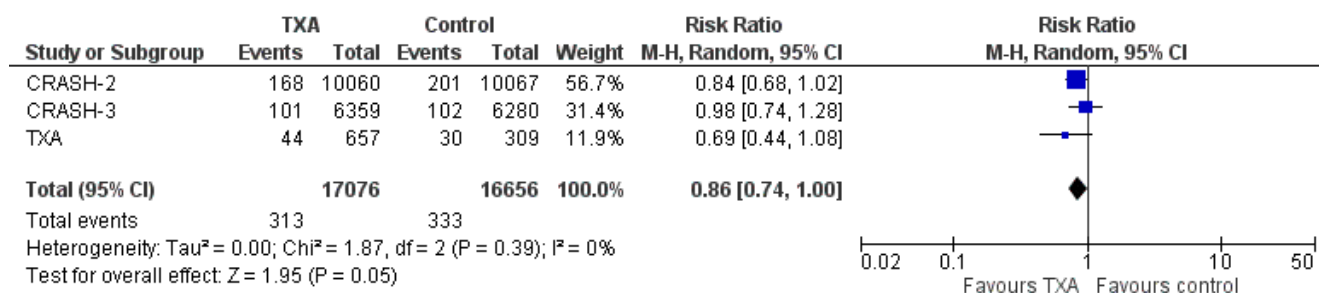 TXA Control Risk Ratio Risk Ratio
Study or Subgroup Events Total Events Total Weight M-H, Random, 95% CI M-H, Random, 95% CI
CRASH-2 168 10060 201 10067 56.7% 0.84 [0.68, 1.02]
CRASH-3 101 6359 102 6280 31.4% 0.98 [0.74, 1.28]
TXA 44 657 30 309 11.9% 0.69 [0.44, 1.08]
Total (95% CI) 17076 16656 100.0% 0.86 [0.74, 1.00]
Total events 313 333
Heterogeneity: Tau² = 0.00; Chi² = 1.87, df = 2 (P = 0.39); I² = 0%
Test for overall effect: Z = 1.95 (P = 0.05)
0.02 0.1 1 10 50
Favours TXA Favours control